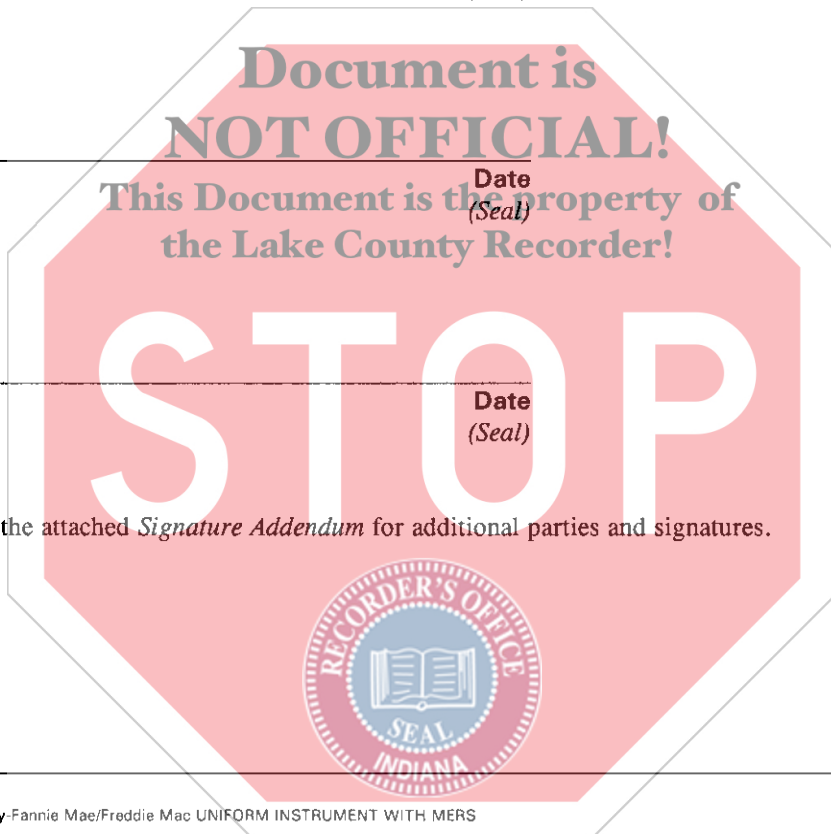 Document is
NOT OFFICIAL!
Date
This Document is the property of
(Seal)
the Lake County Recorder!
STOP
Date
(Seal)
the attached Signature Addendum for additional parties and signatures.
RECORDER'S OFFICE
SEAL
INDIANA
y-Fannie Mae/Freddie Mac UNIFORM INSTRUMENT WITH MERS